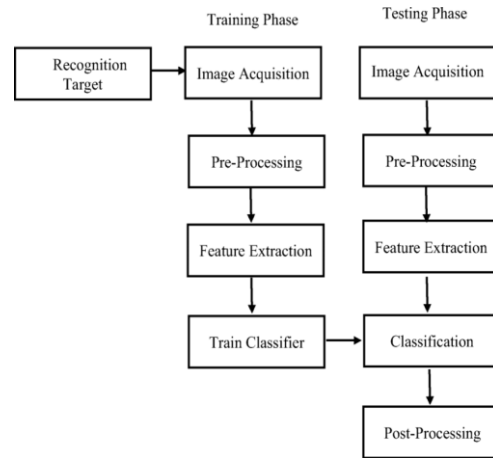 Training Phase
Testing Phase
Recognition
Target
Image Acquisition
Image Acquisition
Pre-Processing
Pre-Processing
Feature Extraction
Feature Extraction
Train Classifier
Classification
Post-Processing